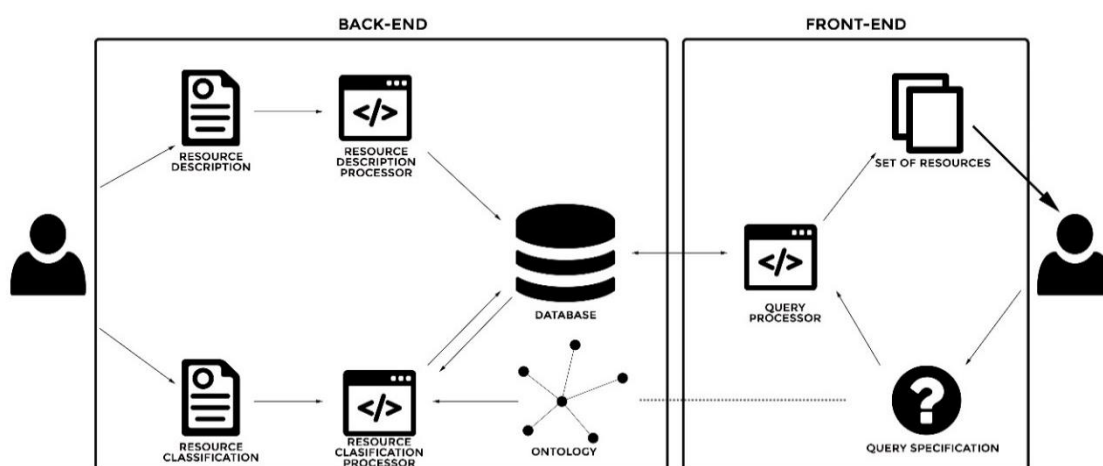 BACK-END
FRONT-END
</>
RESOURCE
DESCRIPTION
</>
RESOURCE
DESCRIPTION
PROCESSOR
SET OF RESOURCES
</>
QUERY
PROCESSOR
DATABASE
RESOURCE
CLASSIFICATION
</>
RESOURCE
CLASIFICATION
PROCESSOR
ONTOLOGY
?
QUERY SPECIFICATION